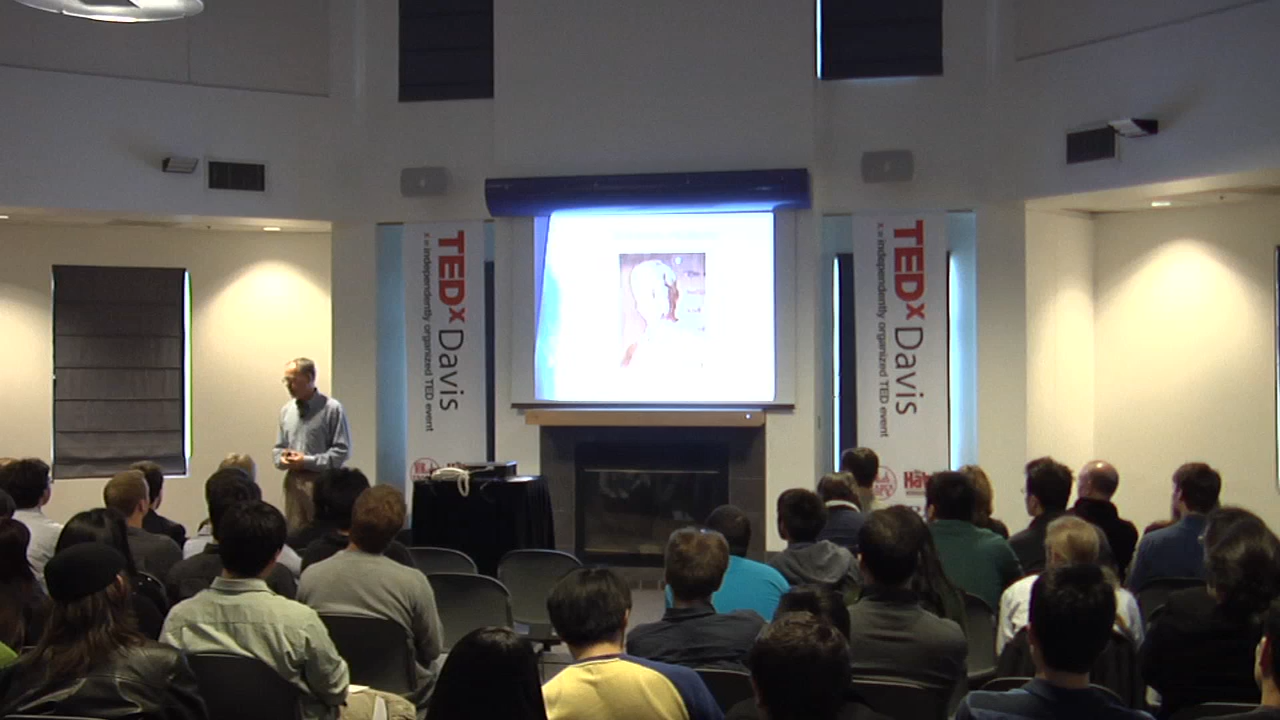 TEDx Davis
x = independently organized TED event
TEDx Davis
x = independently organized TED event